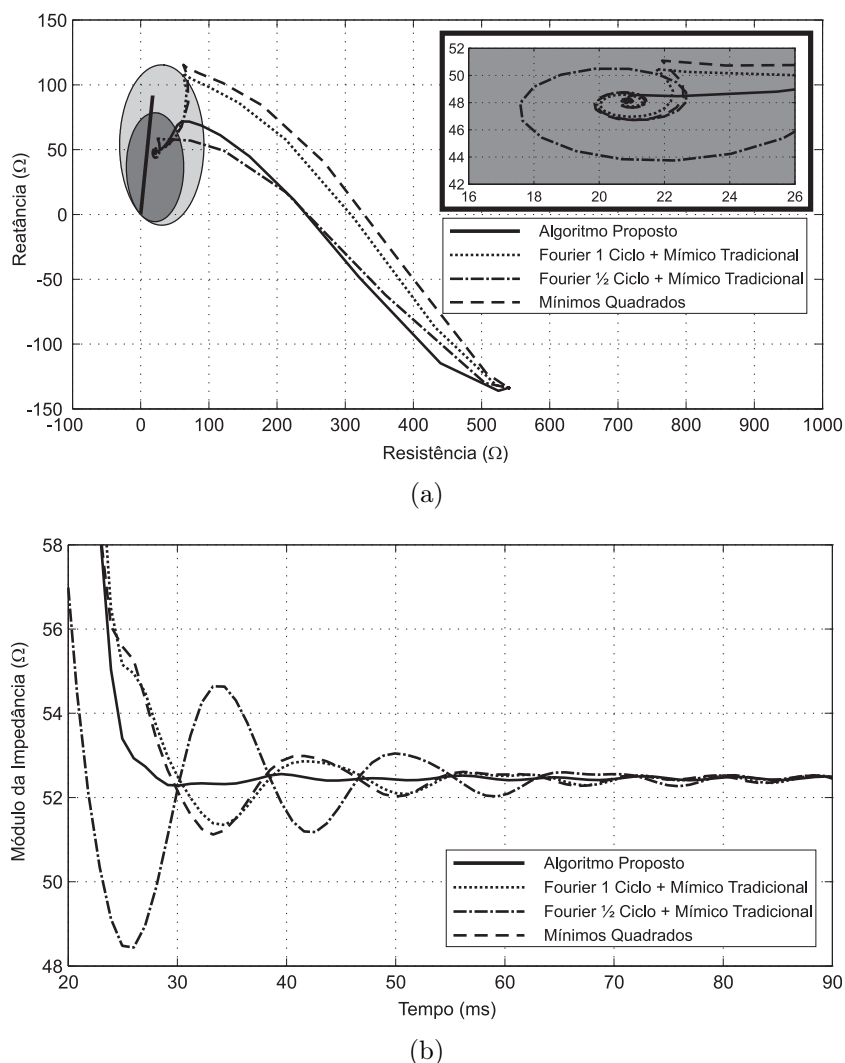 150
100
50
0
-50
-100
-150
Reatância (Ω)
-100 0 100 200 300 400 500 600 700 800 900 1000
Resistência (Ω)
52
50
48
46
44
42
16 18 20 22 24 26
Algoritmo Proposto
Fourier 1 Ciclo + Mímico Tradicional
Fourier ½ Ciclo + Mímico Tradicional
Mínimos Quadrados
(a)
58
56
54
52
50
48
Módulo da Impedância (Ω)
20 30 40 50 60 70 80 90
Tempo (ms)
Algoritmo Proposto
Fourier 1 Ciclo + Mímico Tradicional
Fourier ½ Ciclo + Mímico Tradicional
Mínimos Quadrados
(b)